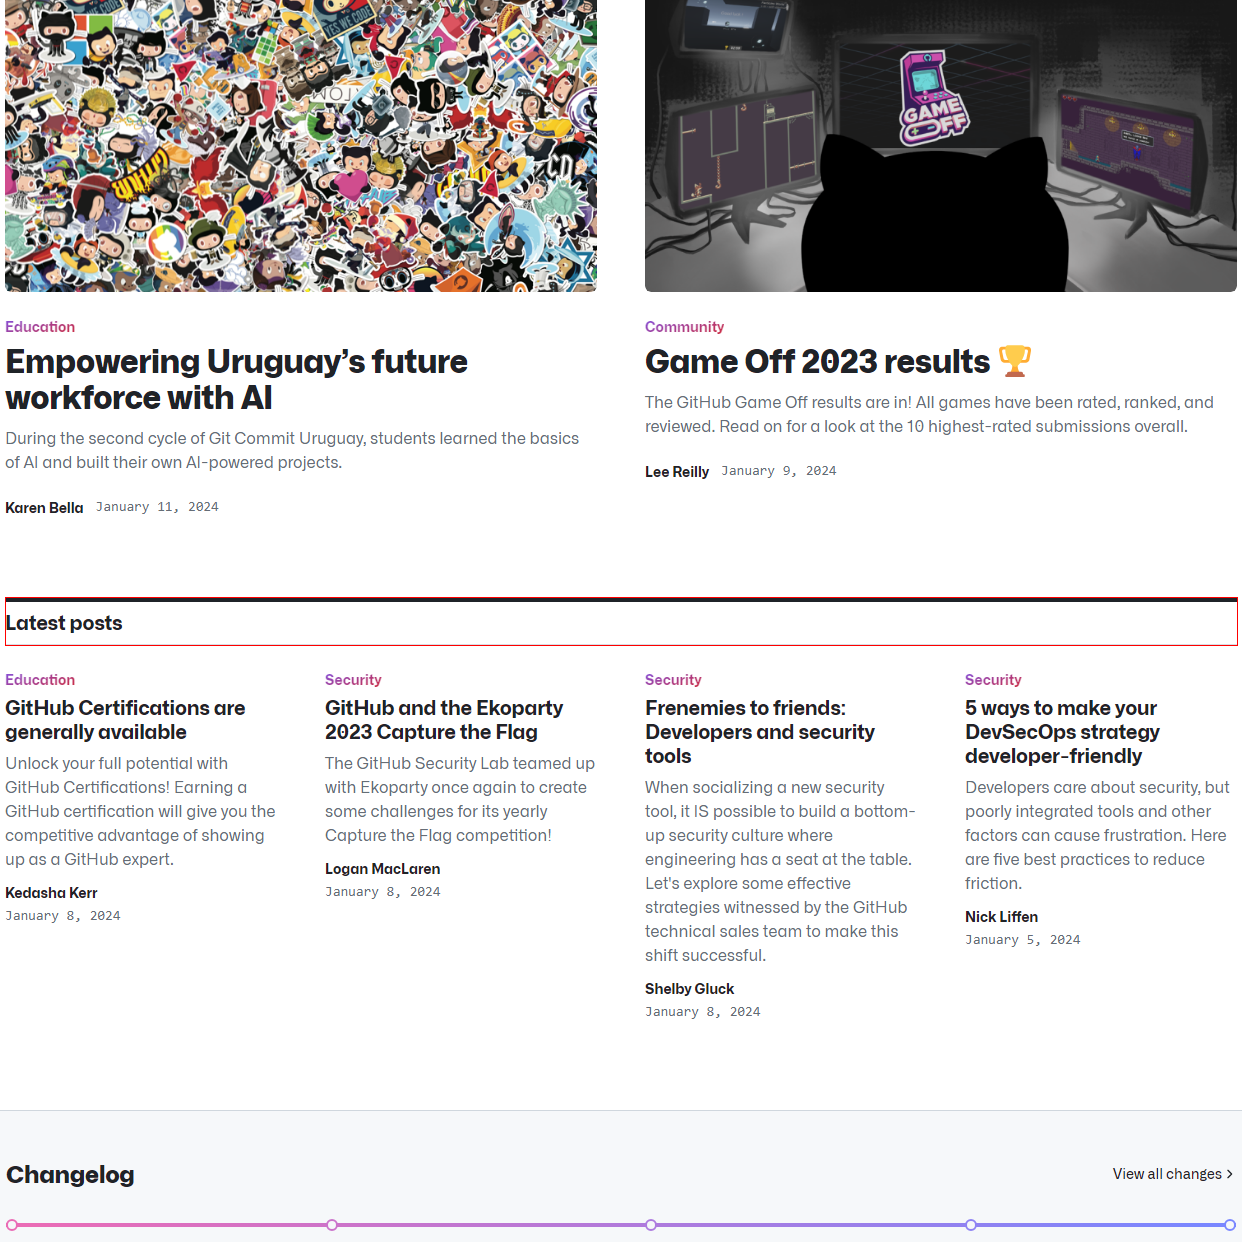 YES WE CODE
GAME
OFF
Education
Empowering Uruguay’s future
workforce with AI
During the second cycle of Git Commit Uruguay, students learned the basics
of AI and built their own AI-powered projects.
Karen Bella January 11, 2024
Community
Game Off 2023 results 🏆
The GitHub Game Off results are in! All games have been rated, ranked, and
reviewed. Read on for a look at the 10 highest-rated submissions overall.
Lee Reilly January 9, 2024
Latest posts
Education
GitHub Certifications are
generally available
Unlock your full potential with
GitHub Certifications! Earning a
GitHub certification will give you the
competitive advantage of showing
up as a GitHub expert.
Kedasha Kerr
January 8, 2024
Security
GitHub and the Ekoparty
2023 Capture the Flag
The GitHub Security Lab teamed up
with Ekoparty once again to create
some challenges for its yearly
Capture the Flag competition!
Logan MacLaren
January 8, 2024
Security
Frenemies to friends:
Developers and security
tools
When socializing a new security
tool, it IS possible to build a bottom-
up security culture where
engineering has a seat at the table.
Let's explore some effective
strategies witnessed by the GitHub
technical sales team to make this
shift successful.
Shelby Gluck
January 8, 2024
Security
5 ways to make your
DevSecOps strategy
developer-friendly
Developers care about security, but
poorly integrated tools and other
factors can cause frustration. Here
are five best practices to reduce
friction.
Nick Liffen
January 5, 2024
Changelog
View all changes